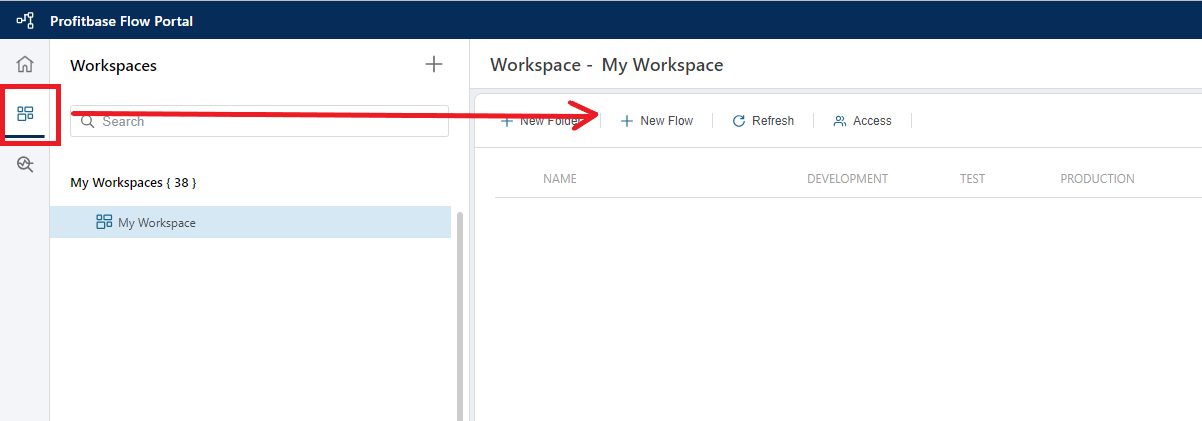 Profitbase Flow Portal
Workspaces
Workspace - My Workspace
Search
New Folder
New Flow
Refresh
Access
My Workspaces { 38 }
NAME DEVELOPMENT TEST PRODUCTION
My Workspace